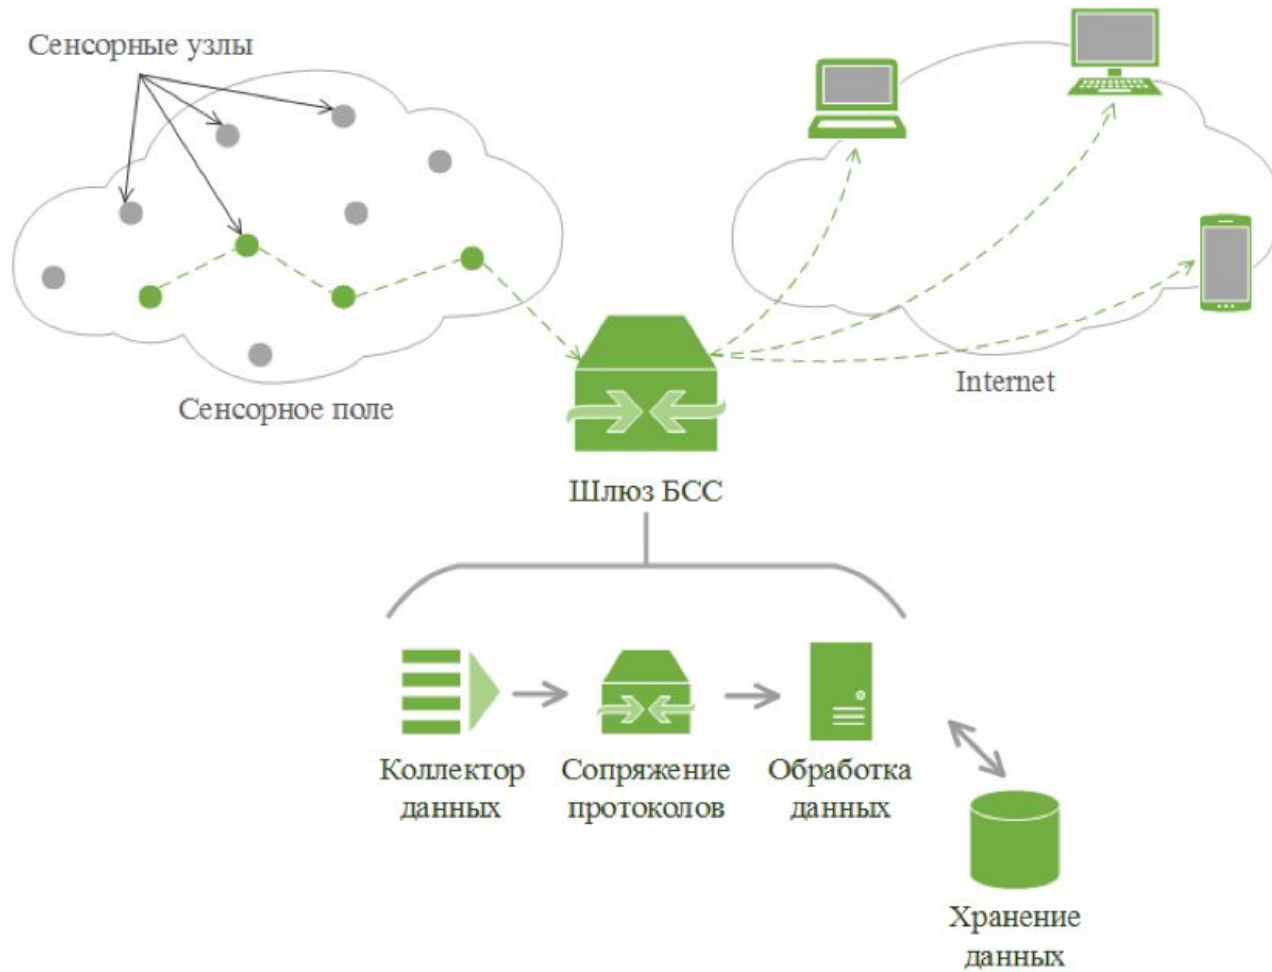 Сенсорные узлы
Сенсорное поле
Internet
Шлюз БСС
Коллектор
данных
Сопряжение
протоколов
Обработка
данных
Хранение
данных